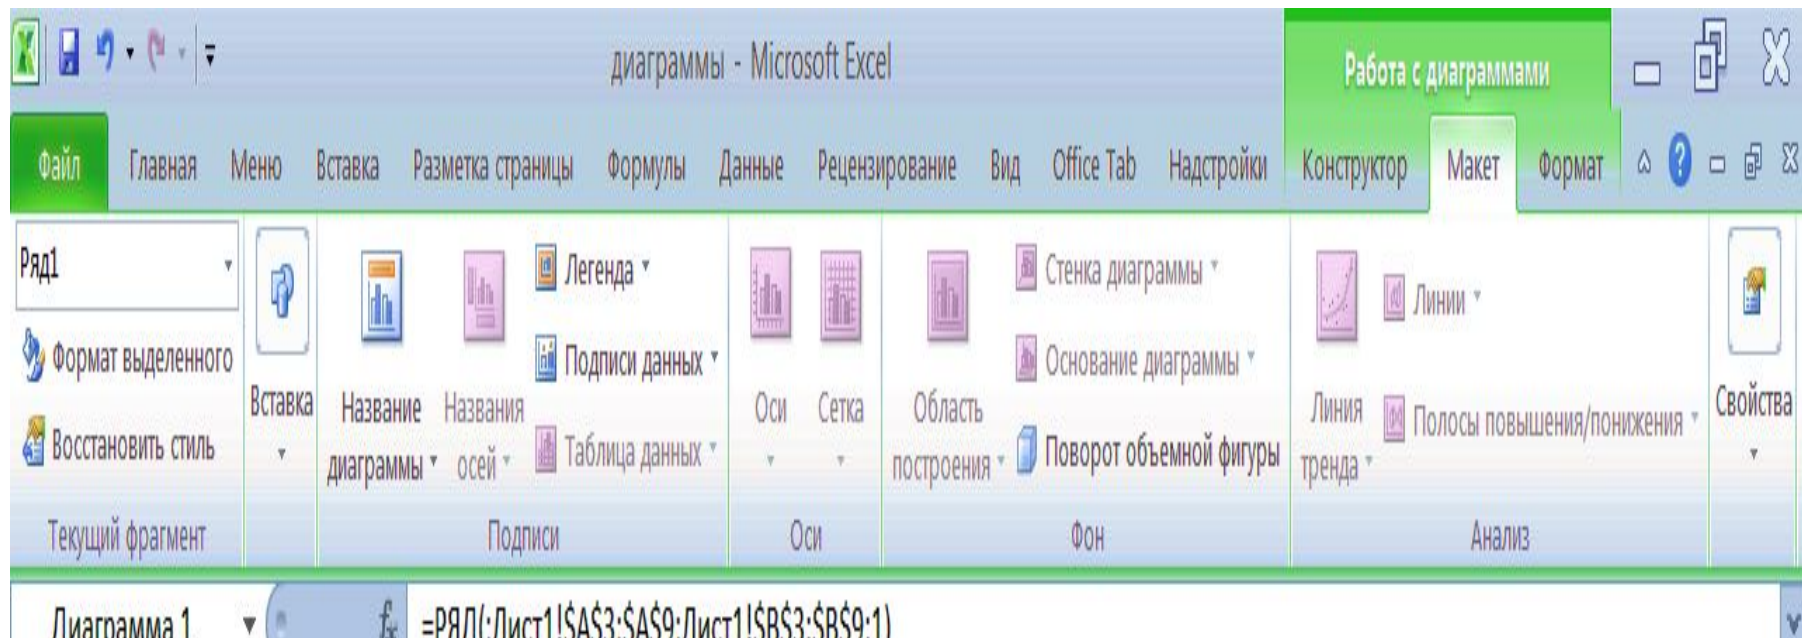 диаграммы - Microsoft Excel
Работа с диаграммами
Файл Главная Меню Вставка Разметка страницы Формулы Данные Рецензирование Вид Office Tab Надстройки Конструктор Макет Формат
Ряд1
Формат выделенного
Восстановить стиль
Текущий фрагмент
Вставка
Название
диаграммы
Названия
осей
Легенда
Подписи данных
Таблица данных
Подписи
Оси
Сетка
Оси
Область
построения
Стенка диаграммы
Основание диаграммы
Поворот объемной фигуры
Фон
Линия
тренда
Линии
Полосы повышения/понижения
Анализ
Свойства
Диаграмма 1
fx
=РЯД(;Лист1!$A$3:$A$9;Лист1!$B$3:$B$9;1)